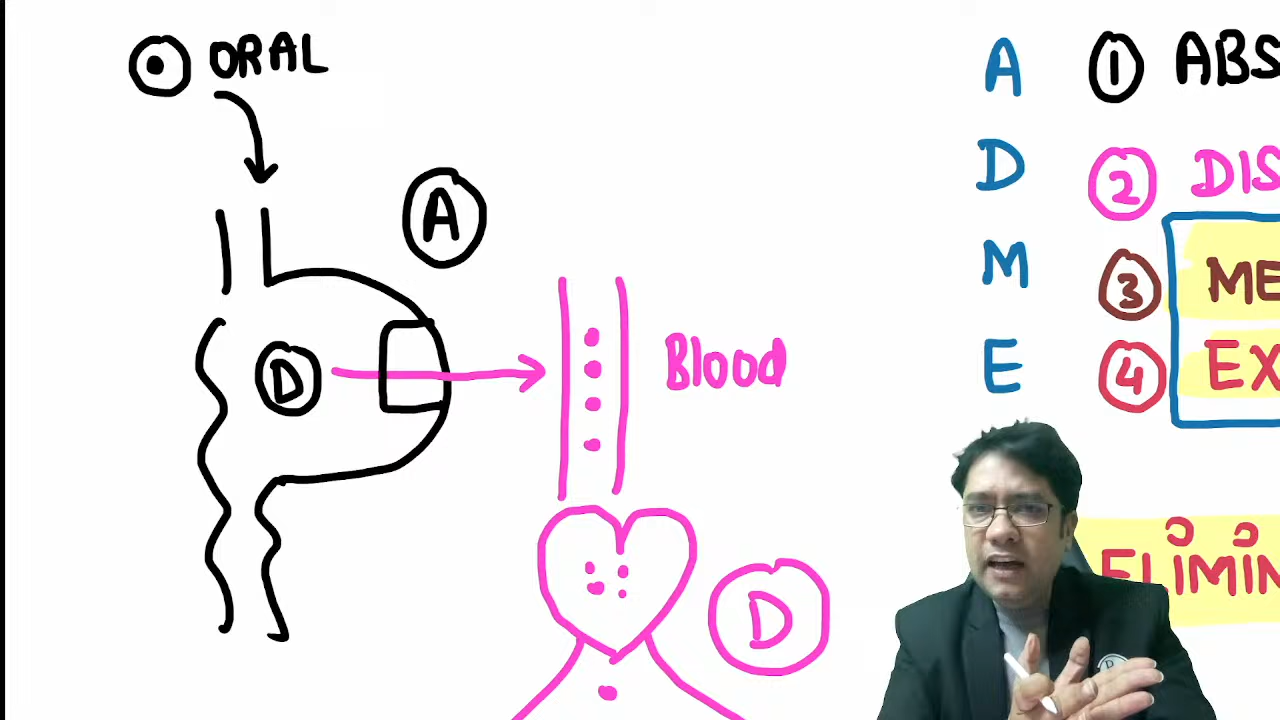 ORAL
A
D
Blood
D
A ① ABS
D ② DIS
M ③ ME
E ④ EX
ELIMIN